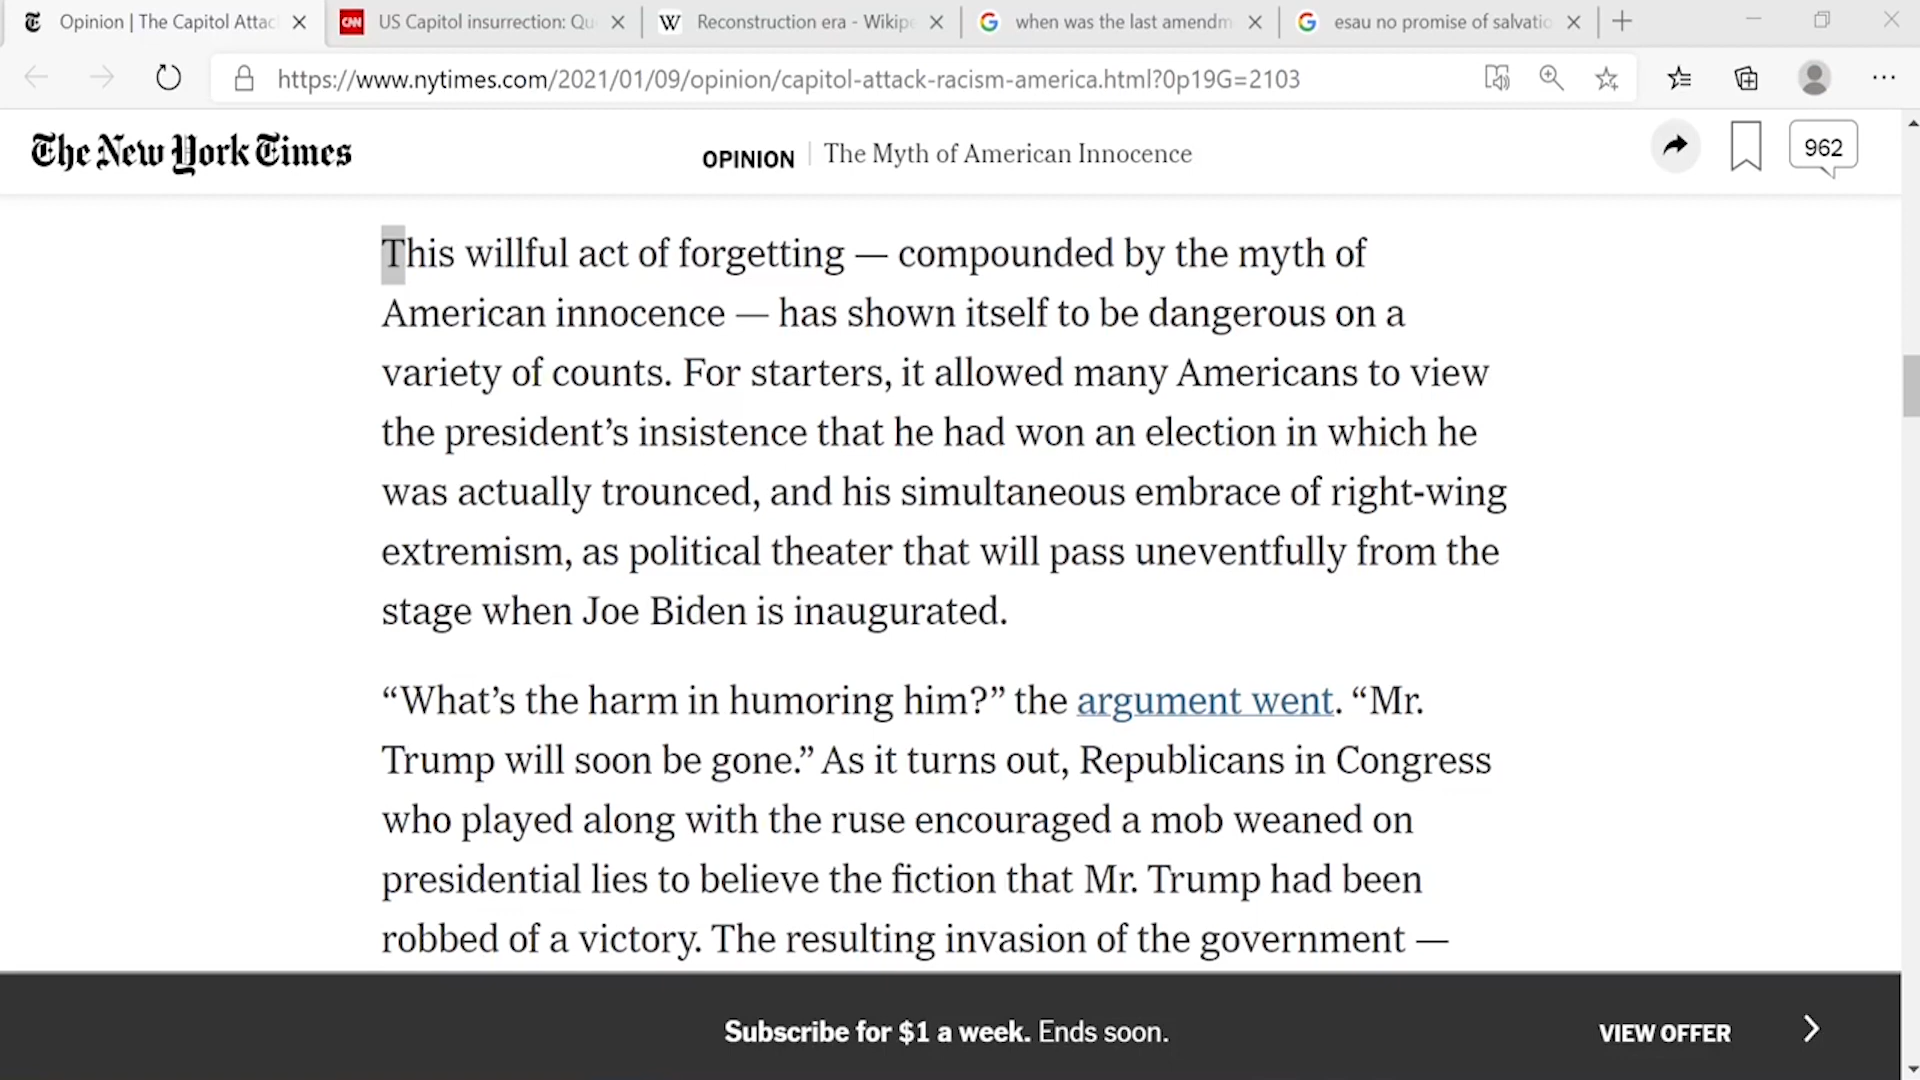 Opinion | The Capitol Attac
US Capitol insurrection: Qu
Reconstruction era - Wikipe
when was the last amendm
esau no promise of salvatio
https://www.nytimes.com/2021/01/09/opinion/capitol-attack-racism-america.html?0p19G=2103
The New York Times
OPINION | The Myth of American Innocence
962
This willful act of forgetting — compounded by the myth of
American innocence — has shown itself to be dangerous on a
variety of counts. For starters, it allowed many Americans to view
the president’s insistence that he had won an election in which he
was actually trounced, and his simultaneous embrace of right-wing
extremism, as political theater that will pass uneventfully from the
stage when Joe Biden is inaugurated.
“What’s the harm in humoring him?” the argument went. “Mr.
Trump will soon be gone.” As it turns out, Republicans in Congress
who played along with the ruse encouraged a mob weaned on
presidential lies to believe the fiction that Mr. Trump had been
robbed of a victory. The resulting invasion of the government —
Subscribe for $1 a week. Ends soon.
VIEW OFFER